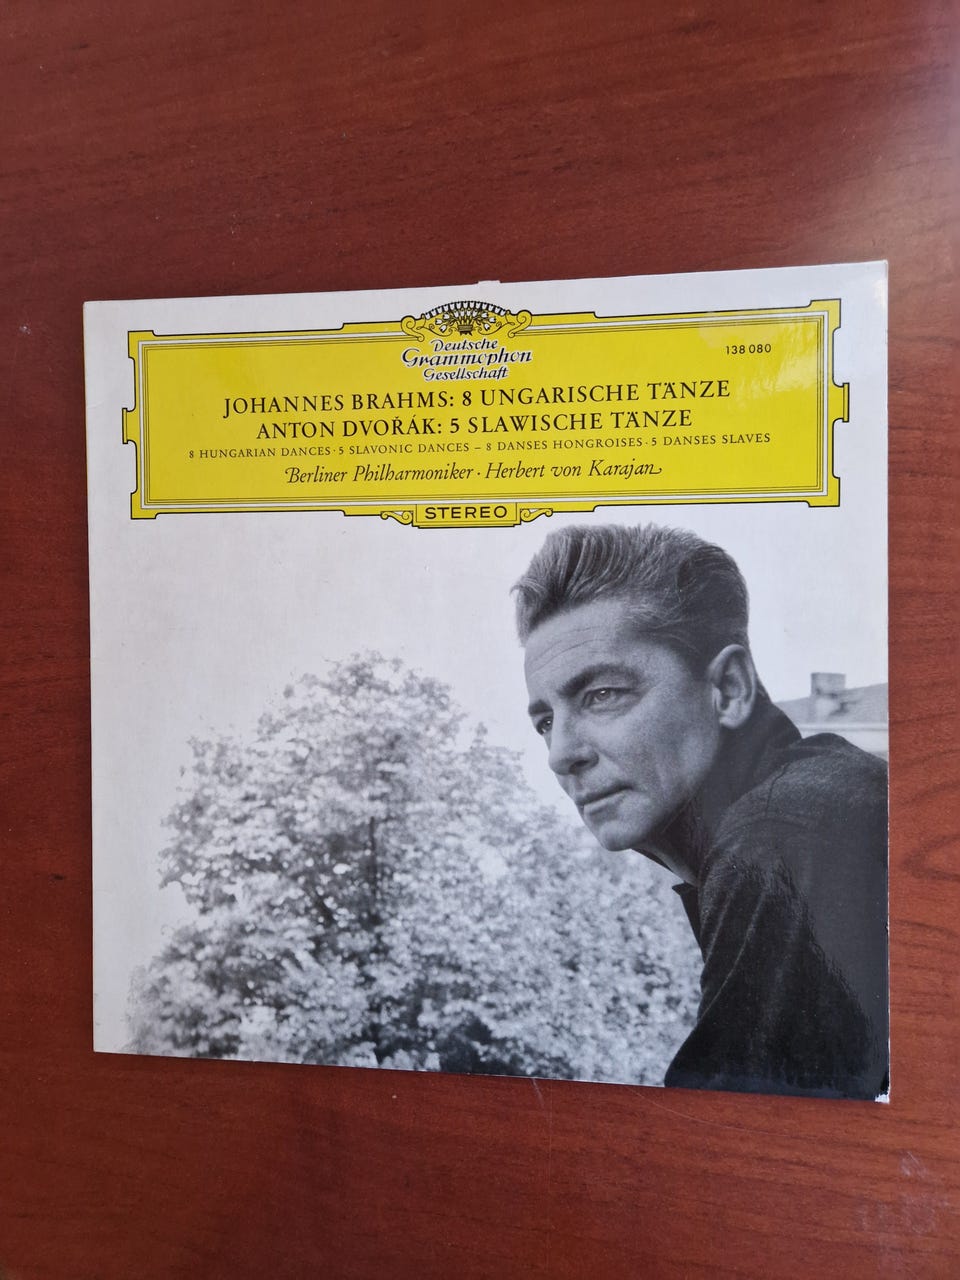 Deutsche
Grammophon
Gesellschaft
138 080
JOHANNES BRAHMS: 8 UNGARISCHE TÄNZE
ANTON DVOŘÁK: 5 SLAWISCHE TÄNZE
8 HUNGARIAN DANCES · 5 SLAVONIC DANCES – 8 DANSES HONGROISES · 5 DANSES SLAVES
Berliner Philharmoniker · Herbert von Karajan
STEREO